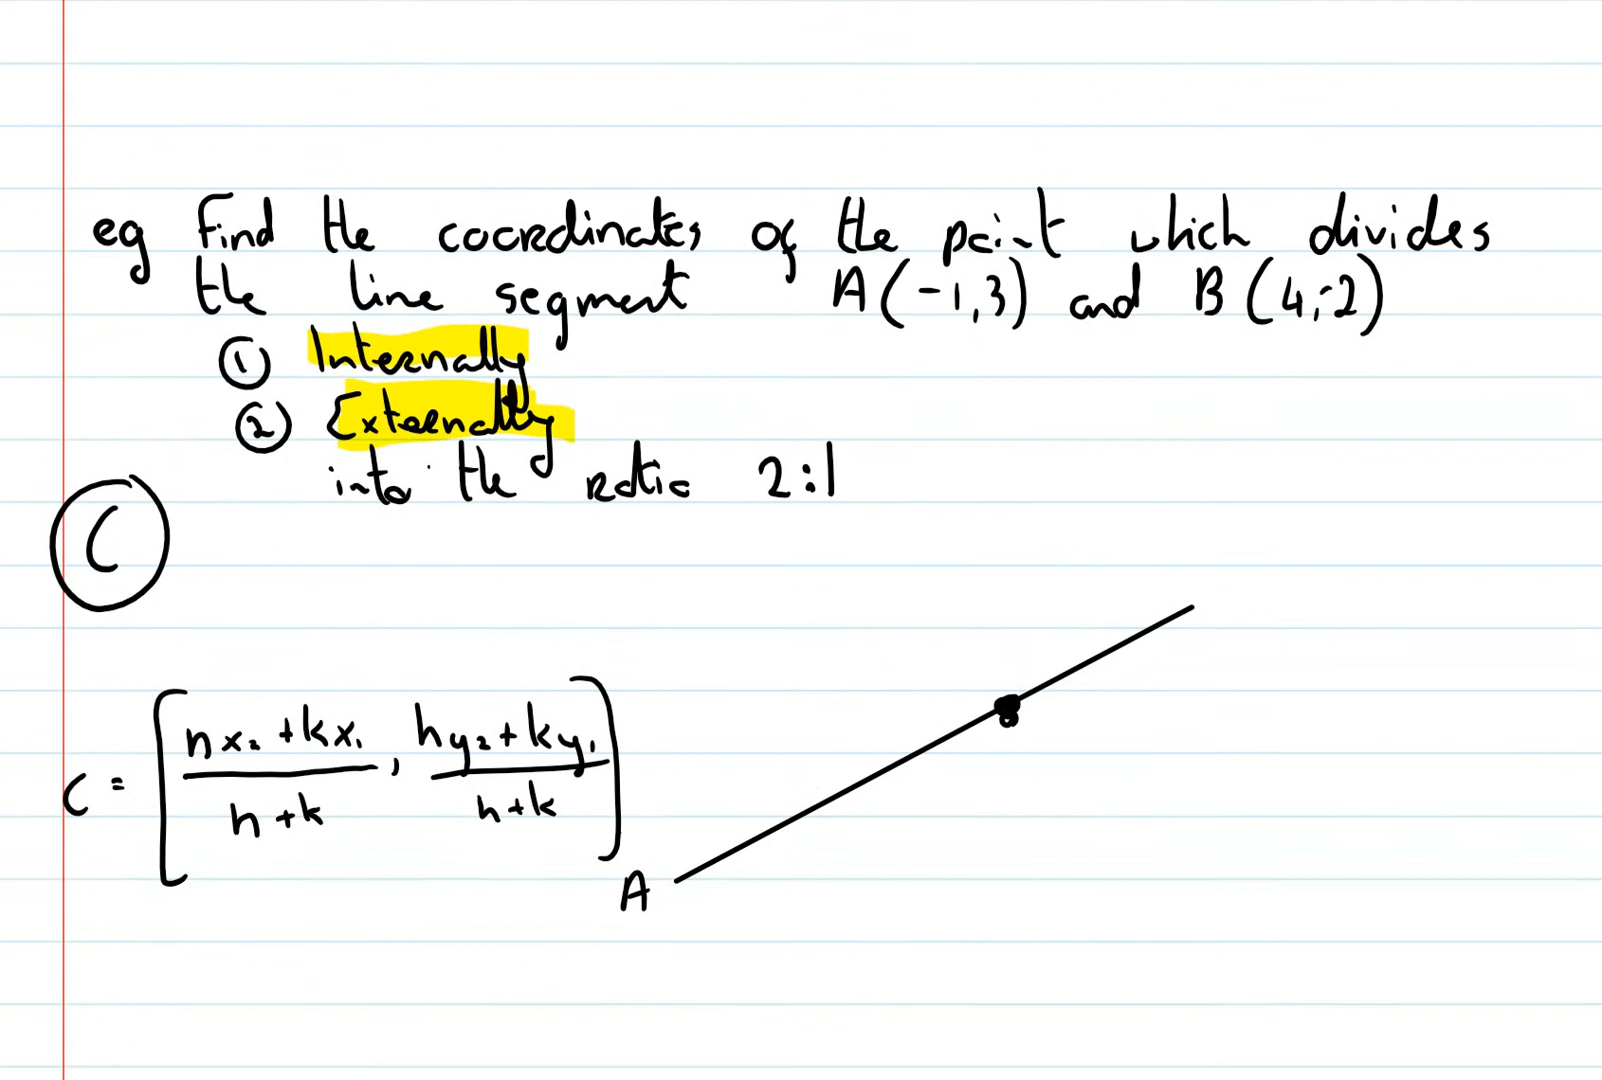 eg Find the coordinates of the point which divides
the line segment A(-1,3) and B(4,-2)
① Internally
② Externally
into the ratio 2:1
C
C = [ (hx₂ + kx₁)/(h+k) , (hy₂ + ky₁)/(h+k) ]
A